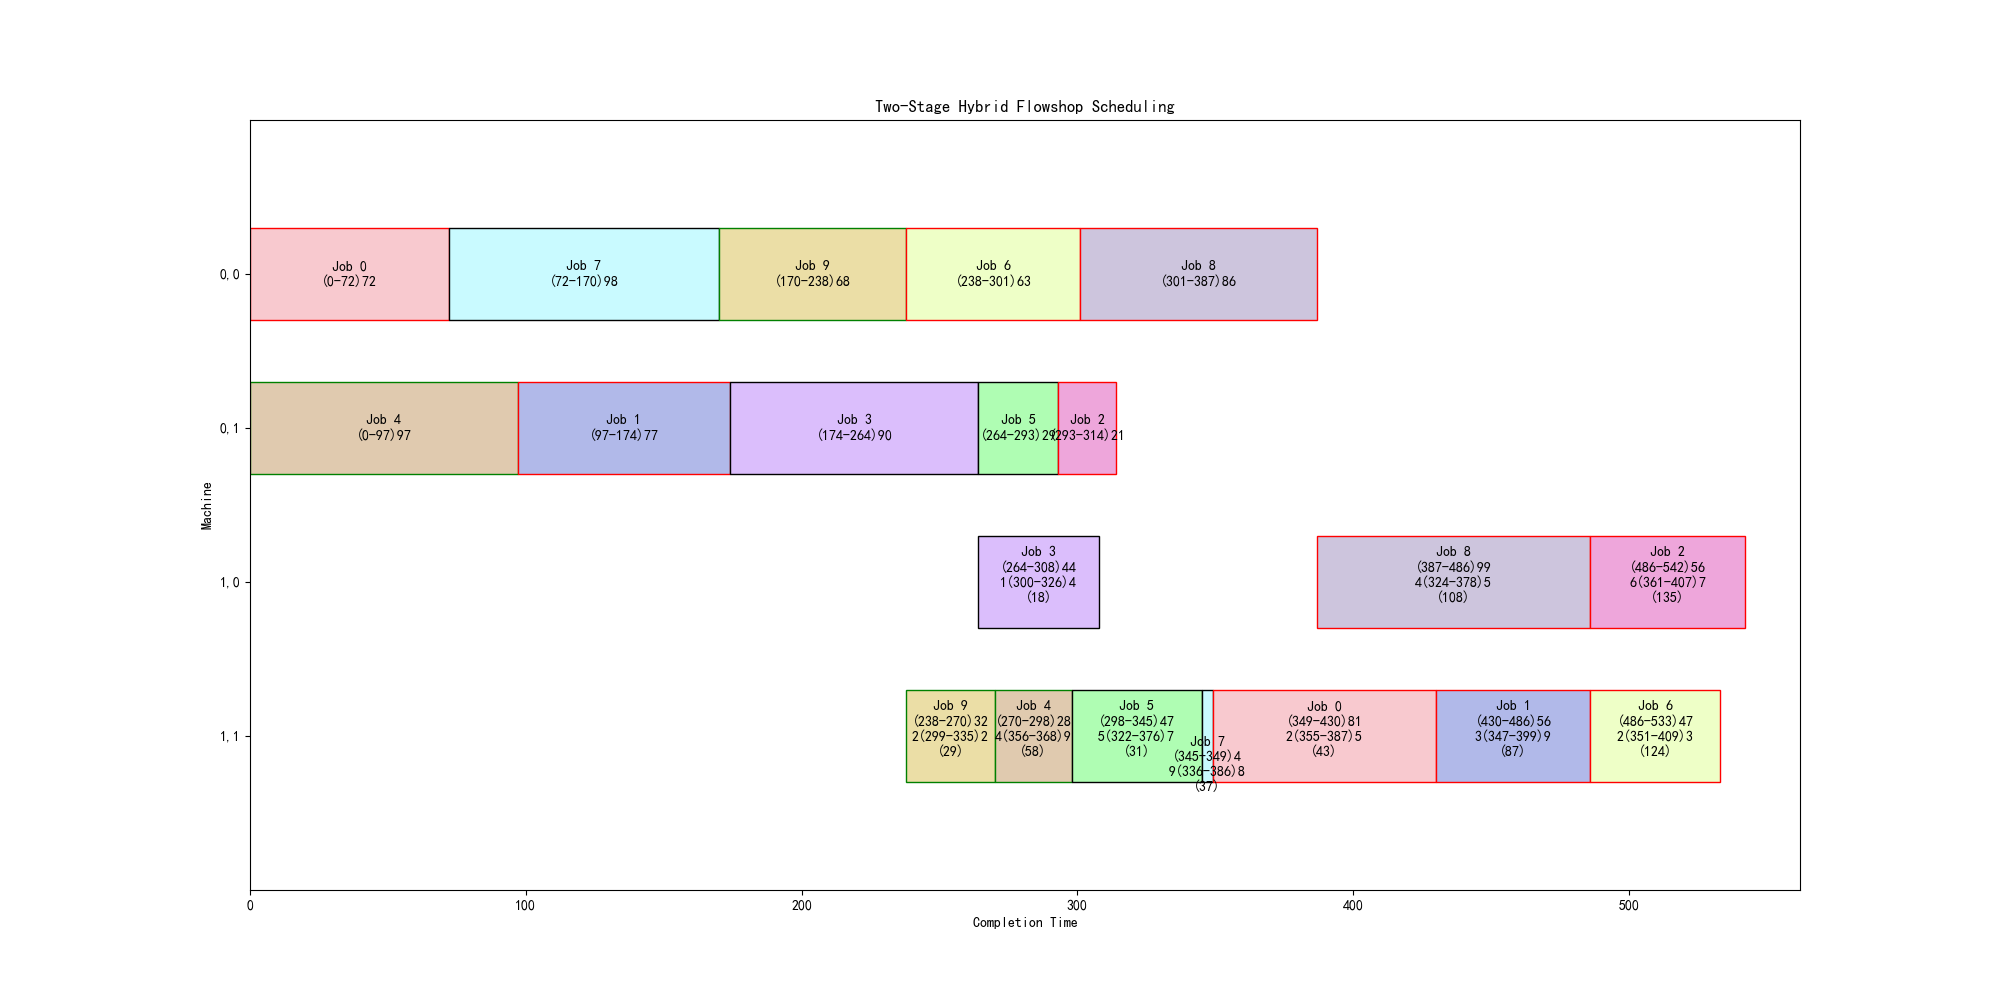 Two-Stage Hybrid Flowshop Scheduling
Machine
0,0
Job 0
(0-72)72
Job 7
(72-170)98
Job 9
(170-238)68
Job 6
(238-301)63
Job 8
(301-387)86
0,1
Job 4
(0-97)97
Job 1
(97-174)77
Job 3
(174-264)90
Job 5
(264-293)29
Job 2
(293-314)21
1,0
Job 3
(264-308)44
1(300-326)4
(18)
Job 8
(387-486)99
4(324-378)5
(108)
Job 2
(486-542)56
6(361-407)7
(135)
1,1
Job 9
(238-270)32
2(299-335)2
(29)
Job 4
(270-298)28
4(356-368)9
(58)
Job 5
(298-345)47
5(322-376)7
(31)
Job 7
(345-349)4
9(336-386)8
(37)
Job 0
(349-430)81
2(355-387)5
(43)
Job 1
(430-486)56
3(347-399)9
(87)
Job 6
(486-533)47
2(351-409)3
(124)
0 100 200 300 400 500
Completion Time